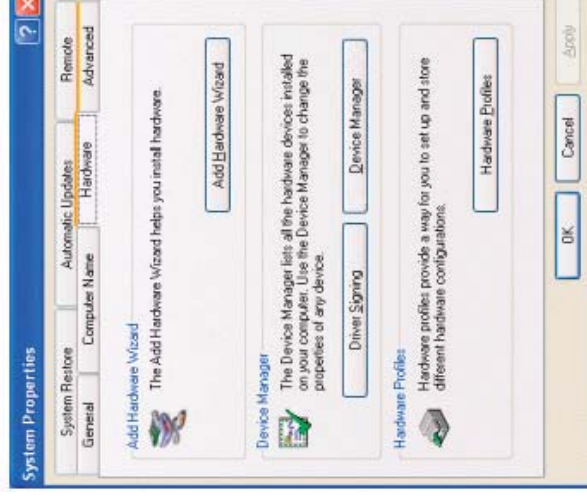 System Properties
System Restore Automatic Updates Remote
General Computer Name Hardware Advanced
Add Hardware Wizard
The Add Hardware Wizard helps you install hardware.
Add Hardware Wizard
Device Manager
The Device Manager lists all the hardware devices installed
on your computer. Use the Device Manager to change the
properties of any device.
Driver Signing Device Manager
Hardware Profiles
Hardware profiles provide a way for you to set up and store
different hardware configurations.
Hardware Profiles
OK Cancel Apply